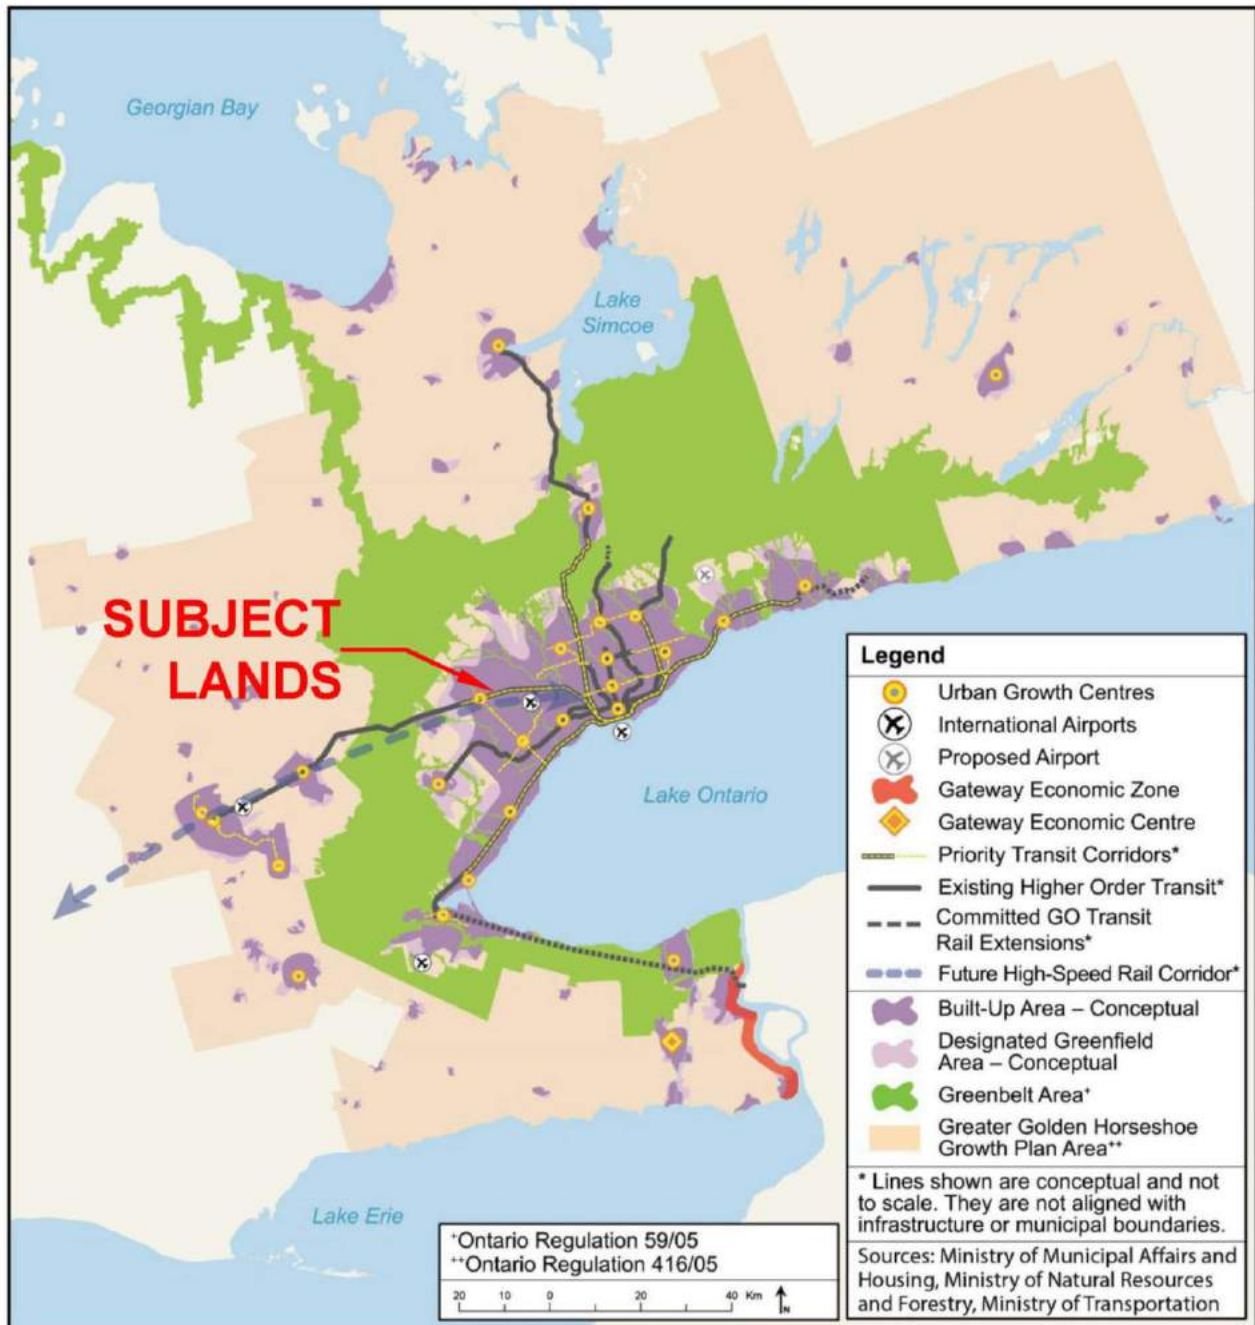 Georgian Bay
Lake
Simcoe
SUBJECT
LANDS
Lake Ontario
Lake Erie
Legend
Urban Growth Centres
International Airports
Proposed Airport
Gateway Economic Zone
Gateway Economic Centre
Priority Transit Corridors*
Existing Higher Order Transit*
Committed GO Transit
Rail Extensions*
Future High-Speed Rail Corridor*
Built-Up Area – Conceptual
Designated Greenfield
Area – Conceptual
Greenbelt Area+
Greater Golden Horseshoe
Growth Plan Area++
* Lines shown are conceptual and not
to scale. They are not aligned with
infrastructure or municipal boundaries.
Sources: Ministry of Municipal Affairs and
Housing, Ministry of Natural Resources
and Forestry, Ministry of Transportation
+Ontario Regulation 59/05
++Ontario Regulation 416/05
20 10 0 20 40 Km N